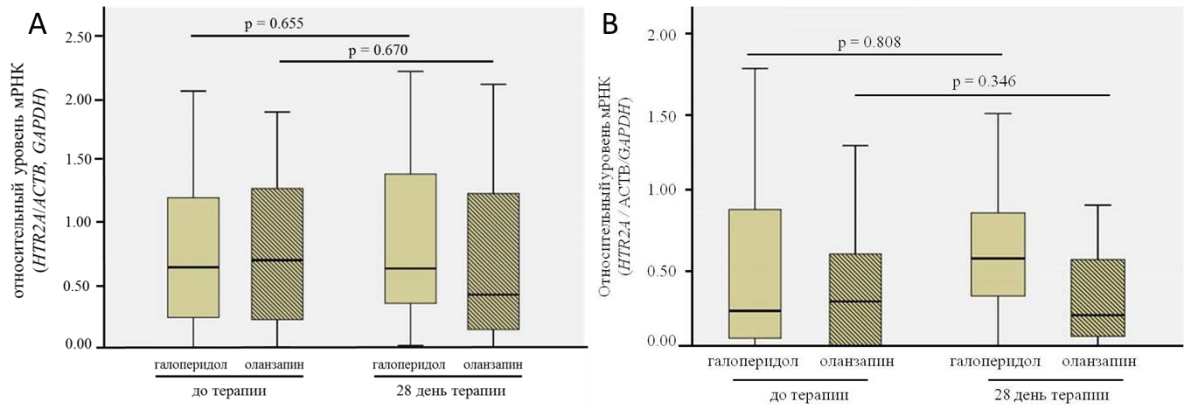 A
p = 0.655
p = 0.670
относительный уровень мРНК
(HTR2A/ACTB, GAPDH)
2.50
2.00
1.50
1.00
0.50
0.00
галоперидол оланзапин галоперидол оланзапин
до терапии 28 день терапии
B
p = 0.808
p = 0.346
Относительный уровень мРНК
(HTR2A / ACTB/GAPDH)
2.00
1.50
1.00
0.50
0.00
галоперидол оланзапин галоперидол оланзапин
до терапии 28 день терапии